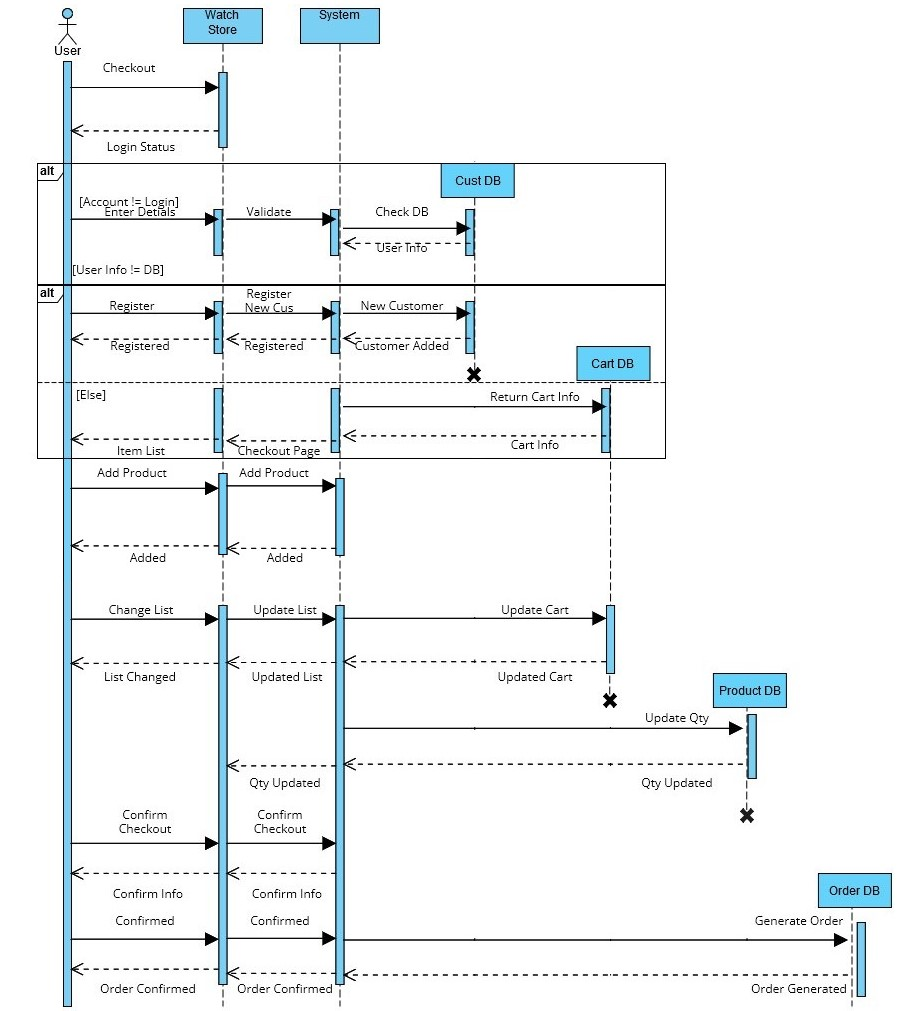 Watch
Store
System
User
Checkout
Login Status
alt
Cust DB
[Account != Login]
Enter Detials
Validate
Check DB
User Info
[User Info != DB]
alt
Register
Register
New Cus
New Customer
Registered
Registered
Customer Added
Cart DB
[Else]
Return Cart Info
Item List
Checkout Page
Cart Info
Add Product
Add Product
Added
Added
Change List
Update List
Update Cart
List Changed
Updated List
Updated Cart
Product DB
Update Qty
Qty Updated
Qty Updated
Confirm
Checkout
Confirm
Checkout
Confirm Info
Confirm Info
Order DB
Confirmed
Confirmed
Generate Order
Order Confirmed
Order Confirmed
Order Generated